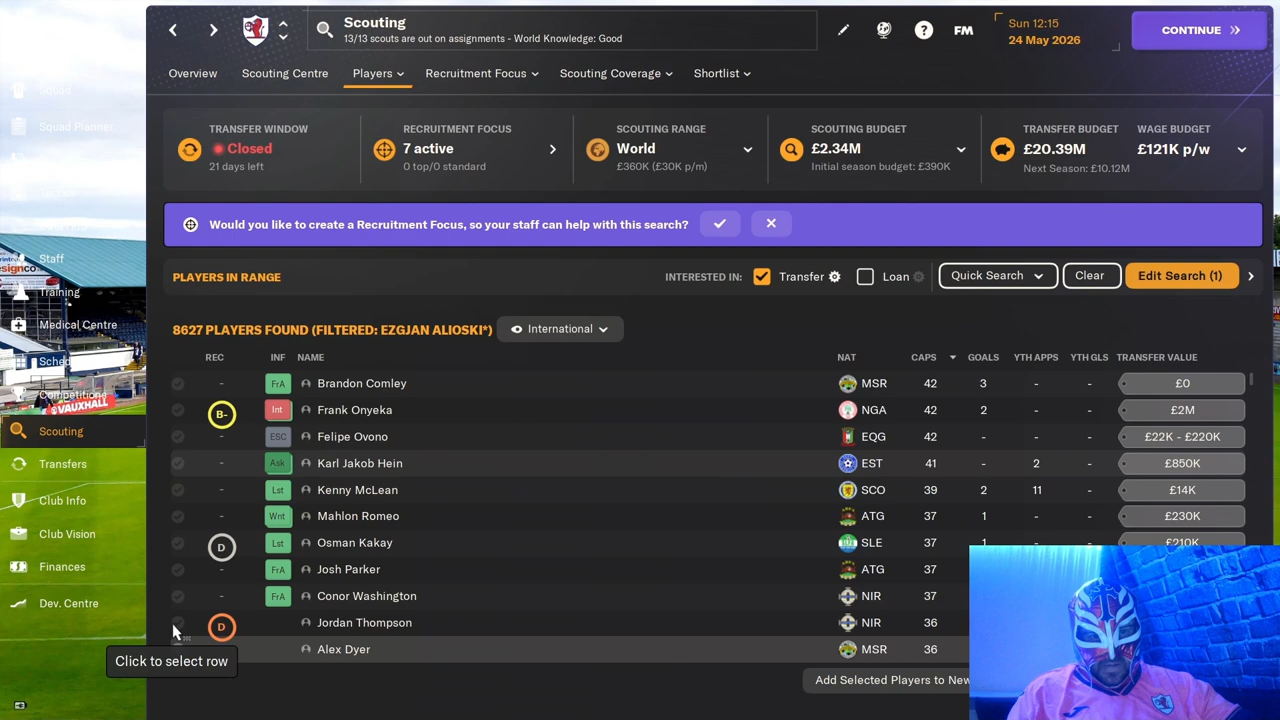 Scouting
13/13 scouts are out on assignments - World Knowledge: Good
FM
Sun 12:15
24 May 2026
CONTINUE
Overview Scouting Centre Players Recruitment Focus Scouting Coverage Shortlist
TRANSFER WINDOW
Closed
21 days left
RECRUITMENT FOCUS
7 active
0 top/0 standard
SCOUTING RANGE
World
£360K (£30K p/m)
SCOUTING BUDGET
£2.34M
Initial season budget: £390K
TRANSFER BUDGET WAGE BUDGET
£20.39M £121K p/w
Next Season: £10.12M
Squad
Squad Planner
Staff
Training
Medical Centre
Sched
Competitions
VAUXHALL
Scouting
Transfers
Club Info
Club Vision
Finances
Dev. Centre
Would you like to create a Recruitment Focus, so your staff can help with this search?
PLAYERS IN RANGE INTERESTED IN: Transfer Loan Quick Search Clear Edit Search (1)
8627 PLAYERS FOUND (FILTERED: EZGJAN ALIOSKI*) International
REC INF NAME NAT CAPS GOALS YTH APPS YTH GLS TRANSFER VALUE
- FrA Brandon Comley MSR 42 3 - - £0
B- Int Frank Onyeka NGA 42 2 - - £2M
- ESC Felipe Ovono EQG 42 - - - £22K - £220K
- Ask Karl Jakob Hein EST 41 - 2 - £850K
- Lst Kenny McLean SCO 39 2 11 - £14K
- Wnt Mahlon Romeo ATG 37 1 - - £230K
D Lst Osman Kakay SLE 37 1 - - £210K
- FrA Josh Parker ATG 37
- FrA Conor Washington NIR 37
D Jordan Thompson NIR 36
Alex Dyer MSR 36
Click to select row
Add Selected Players to New